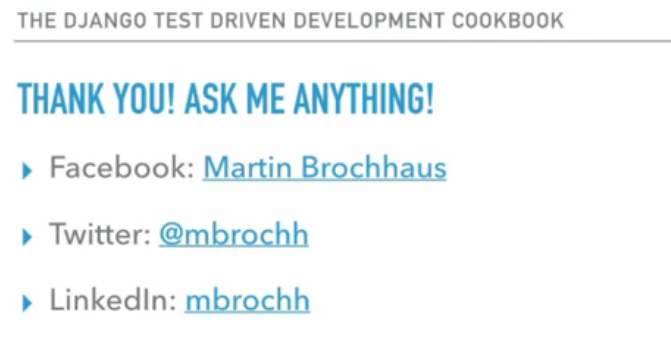 THE DJANGO TEST DRIVEN DEVELOPMENT COOKBOOK
THANK YOU! ASK ME ANYTHING!
▸ Facebook: Martin Brochhaus
▸ Twitter: @mbrochh
▸ LinkedIn: mbrochh